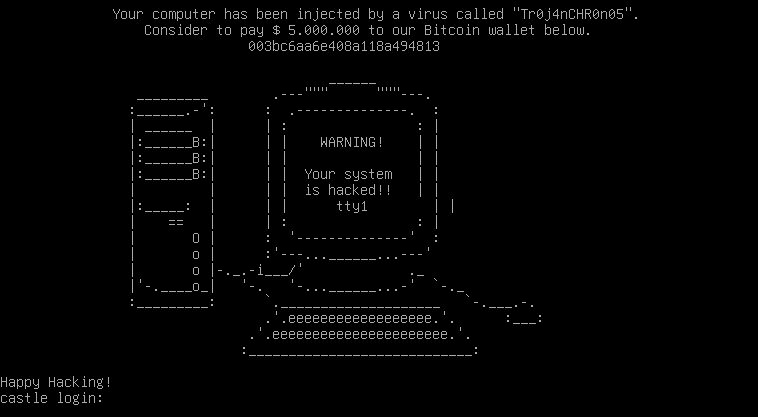 Your computer has been injected by a virus called "Tr0j4nCHR0n05".
Consider to pay $ 5.000.000 to our Bitcoin wallet below.
003bc6aa6e408a118a494813
WARNING!
Your system
is hacked!!
tty1
Happy Hacking!
castle login: